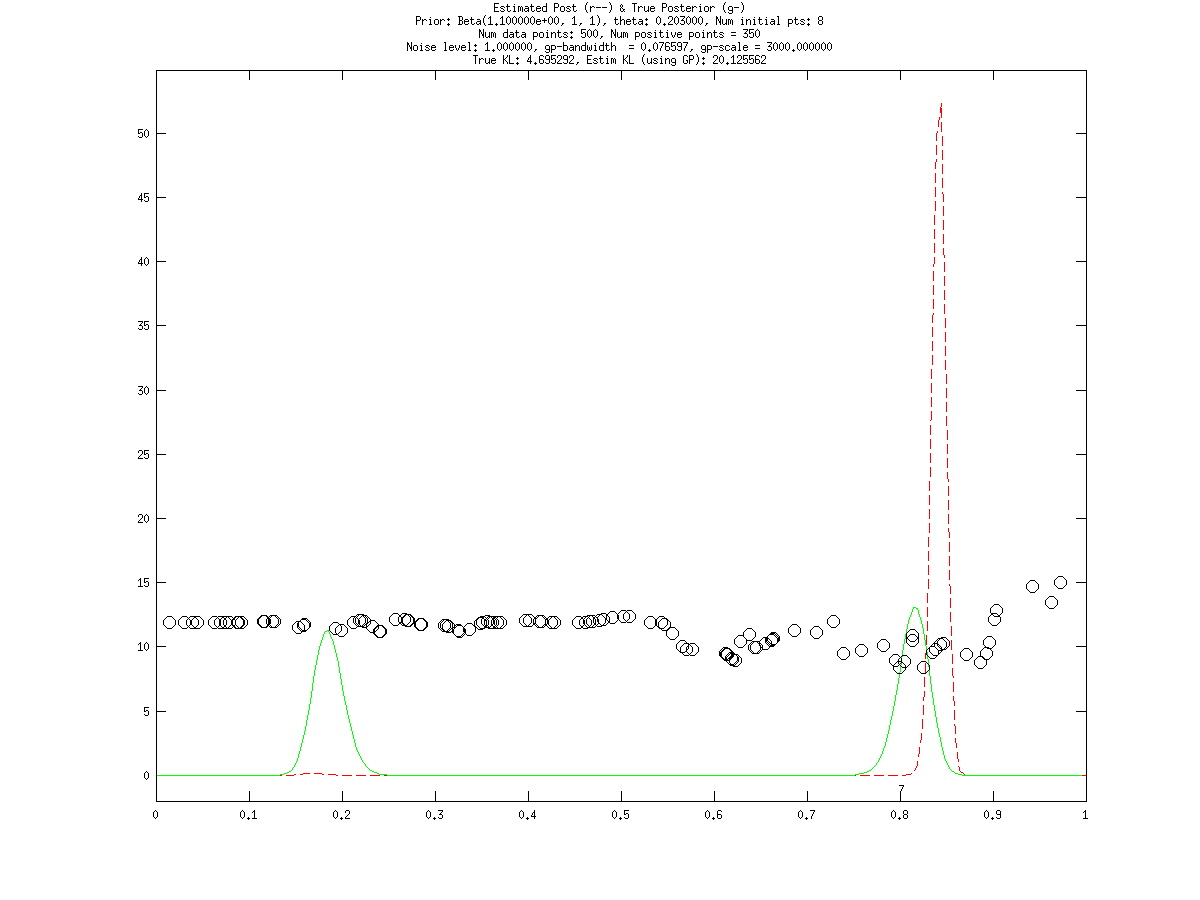 Estimated Post (r--) & True Posterior (g-)
Prior: Beta(1.100000e+00, 1, 1), theta: 0.203000, Num initial pts: 8
Num data points: 500, Num positive points = 350
Noise level: 1.000000, gp-bandwidth  = 0.076597, gp-scale = 3000.000000
True KL: 4.695292, Estim KL (using GP): 20.125562
50
45
40
35
30
25
20
15
10
5
0
7
0 0.1 0.2 0.3 0.4 0.5 0.6 0.7 0.8 0.9 1